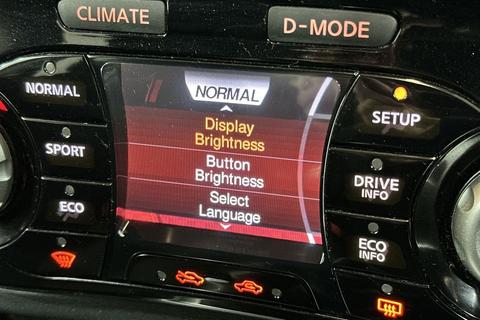 CLIMATE
D-MODE
NORMAL
NORMAL
SETUP
Display
Brightness
SPORT
Button
Brightness
DRIVE
INFO
ECO
Select
Language
ECO
INFO